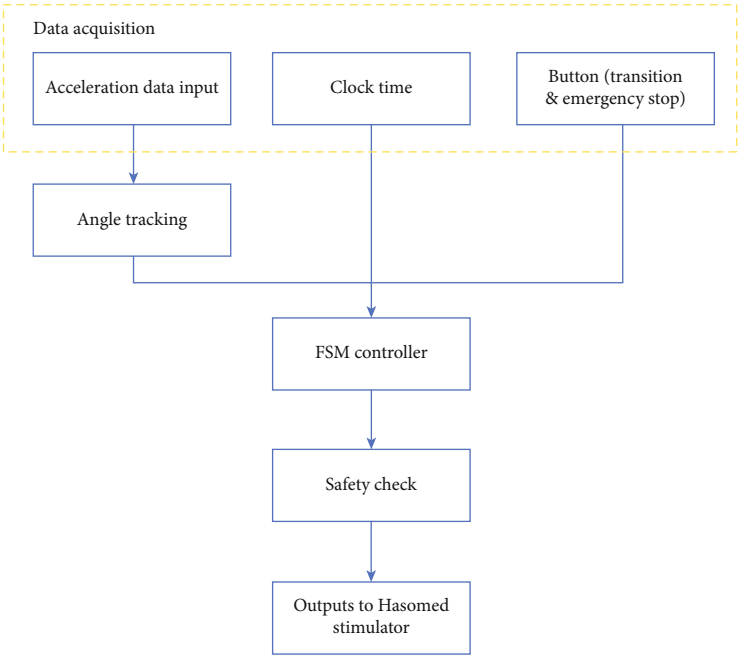 Data acquisition
Acceleration data input
Clock time
Button (transition
& emergency stop)
Angle tracking
FSM controller
Safety check
Outputs to Hasomed
stimulator